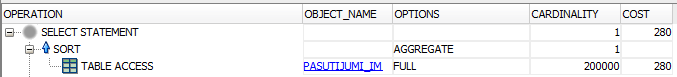 OPERATION OBJECT_NAME OPTIONS CARDINALITY COST
SELECT STATEMENT 1 280
SORT AGGREGATE 1
TABLE ACCESS PASUTIJUMI_IM FULL 200000 280